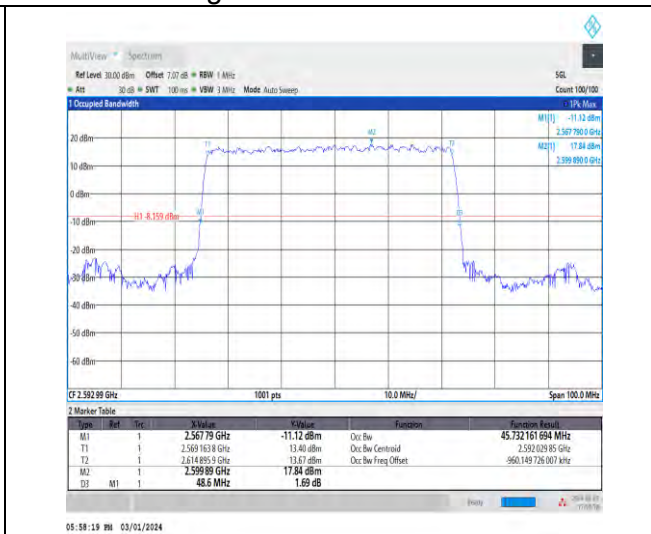 MultiView Spectrum
Ref Level 30.00 dBm Offset 7.07 dB RBW 1 MHz SGL
Att 30 dB SWT 100 ms VBW 3 MHz Mode Auto Sweep Count 100/100
1 Occupied Bandwidth 1Pk Max
M1[1] -11.12 dBm
2.567 790 0 GHz
M2[1] 17.84 dBm
2.599 890 0 GHz
M2
20 dBm
T1 T2
10 dBm
0 dBm
M1 D3
H1 -8.159 dBm
-10 dBm
-20 dBm
-30 dBm
-40 dBm
-50 dBm
-60 dBm
CF 2.592 99 GHz 1001 pts 10.0 MHz/ Span 100.0 MHz
2 Marker Table
Type Ref Trc X-Value Y-Value Function Function Result
M1 1 2.567 79 GHz -11.12 dBm Occ Bw 45.732 161 694 MHz
T1 1 2.569 163 8 GHz 13.40 dBm Occ Bw Centroid 2.592 029 85 GHz
T2 1 2.614 895 9 GHz 13.67 dBm Occ Bw Freq Offset -960.149 726 007 kHz
M2 1 2.599 89 GHz 17.84 dBm
D3 M1 1 48.6 MHz 1.69 dB
05:58:19 PM 03/01/2024